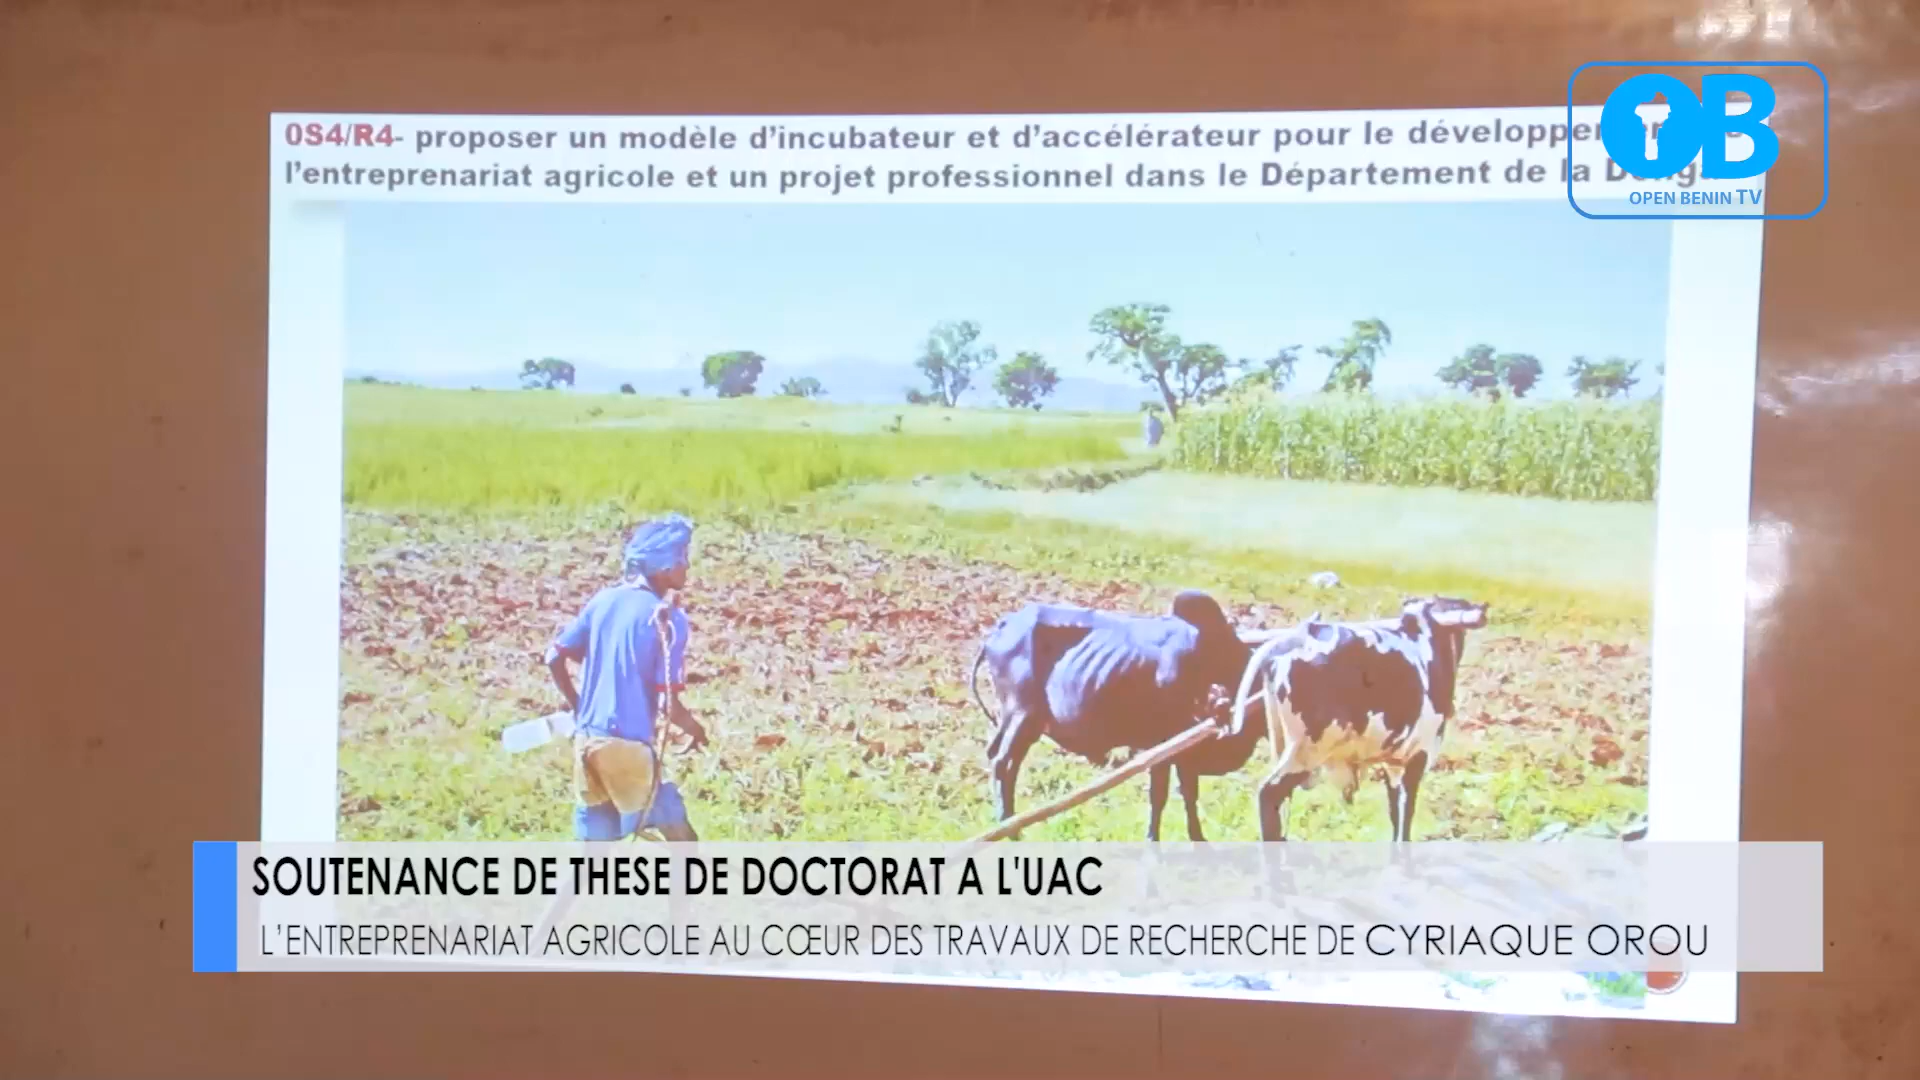 0S4/R4- proposer un modèle d'incubateur et d'accélérateur pour le
l'entreprenariat agricole et un projet professionnel dans le Département de la
OB
OPEN BENIN TV
SOUTENANCE DE THESE DE DOCTORAT A L'UAC
L'ENTREPRENARIAT AGRICOLE AU CŒUR DES TRAVAUX DE RECHERCHE DE CYRIAQUE OROU